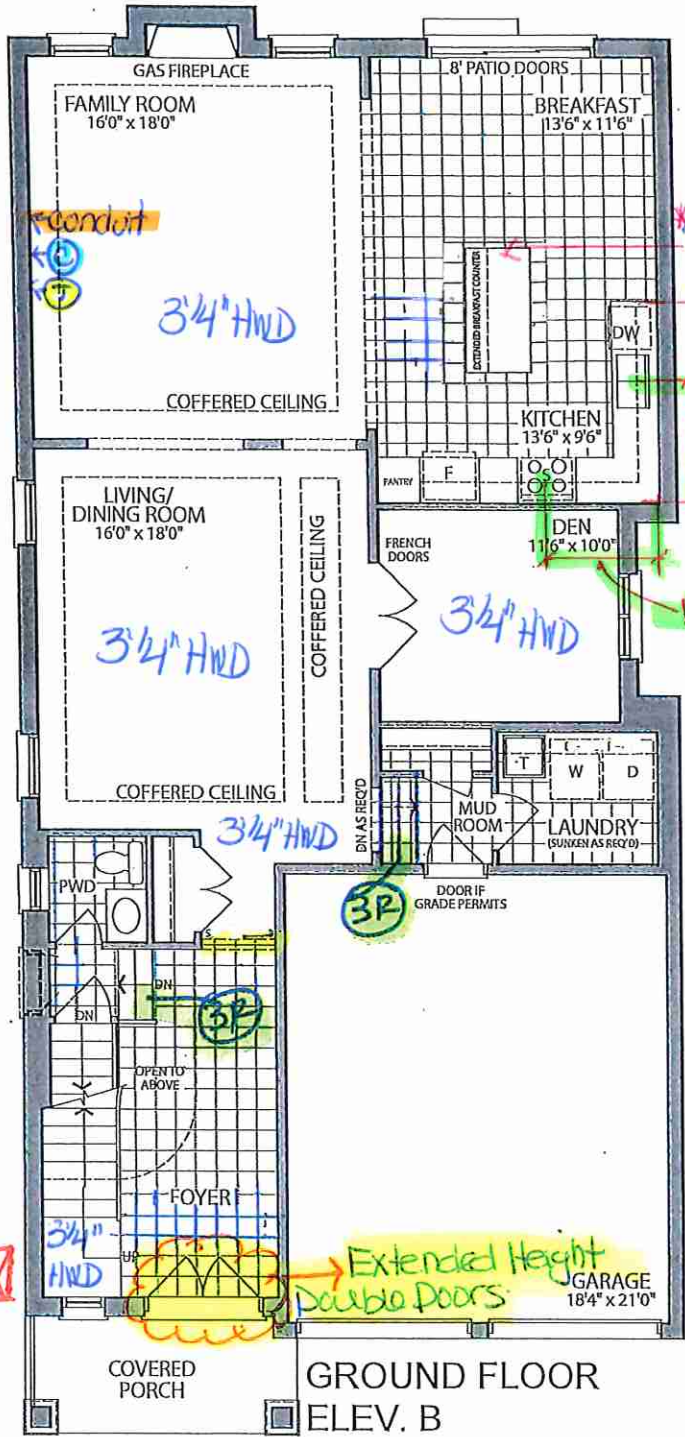 GAS FIREPLACE
8' PATIO DOORS
FAMILY ROOM
16'0" x 18'0"
BREAKFAST
13'6" x 11'6"
conduit
C
3'4" HWD
EXTENDED BREAKFAST COUNTER
DW
COFFERED CEILING
KITCHEN
13'6" x 9'6"
PANTRY
F
S
LIVING/
DINING ROOM
16'0" x 18'0"
COFFERED CEILING
FRENCH
DOORS
DEN
11'6" x 10'0"
3'4" HWD
3'4" HWD
COFFERED CEILING
3'4" HWD
DN AS REQ'D
MUD
ROOM
T
W
D
LAUNDRY
(SUNKEN AS REQ'D)
PWD
3R
DOOR IF
GRADE PERMITS
DN
3R
DN
OPEN TO
ABOVE
FOYER
3'4"
HWD
UP
Extended Height
Double Doors
GARAGE
18'4" x 21'0"
COVERED
PORCH
GROUND FLOOR
ELEV. B